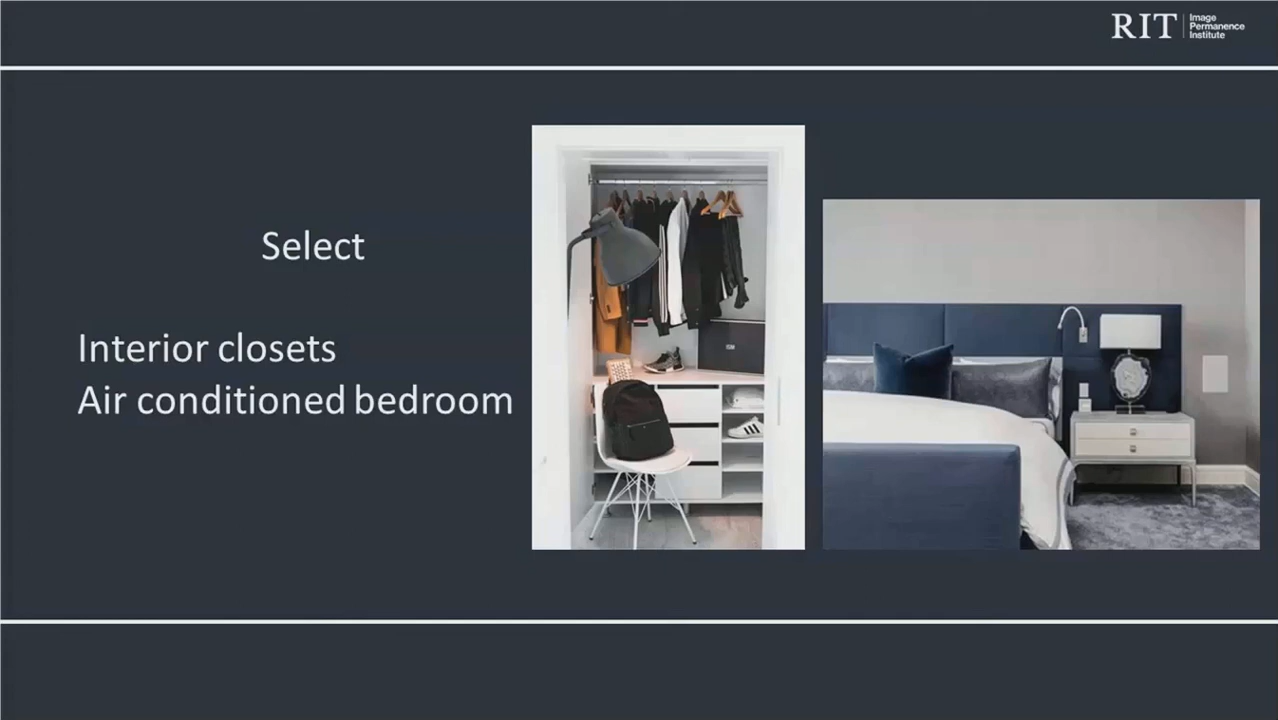 RIT
Image
Permanence
Institute
Select
Interior closets
Air conditioned bedroom